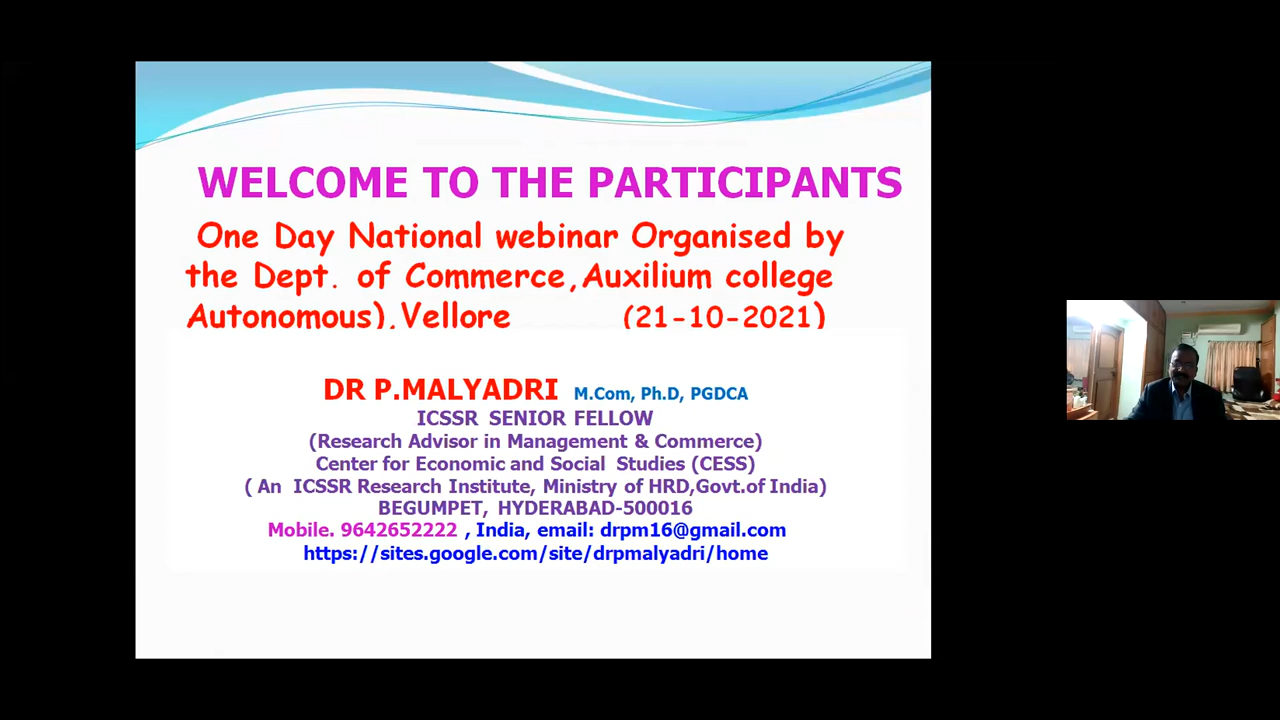 WELCOME TO THE PARTICIPANTS
One Day National webinar Organised by
the Dept. of Commerce,Auxilium college
Autonomous),Vellore (21-10-2021)
DR P.MALYADRI M.Com, Ph.D, PGDCA
ICSSR SENIOR FELLOW
(Research Advisor in Management & Commerce)
Center for Economic and Social Studies (CESS)
( An ICSSR Research Institute, Ministry of HRD,Govt.of India)
BEGUMPET, HYDERABAD-500016
Mobile. 9642652222 , India, email: drpm16@gmail.com
https://sites.google.com/site/drpmalyadri/home